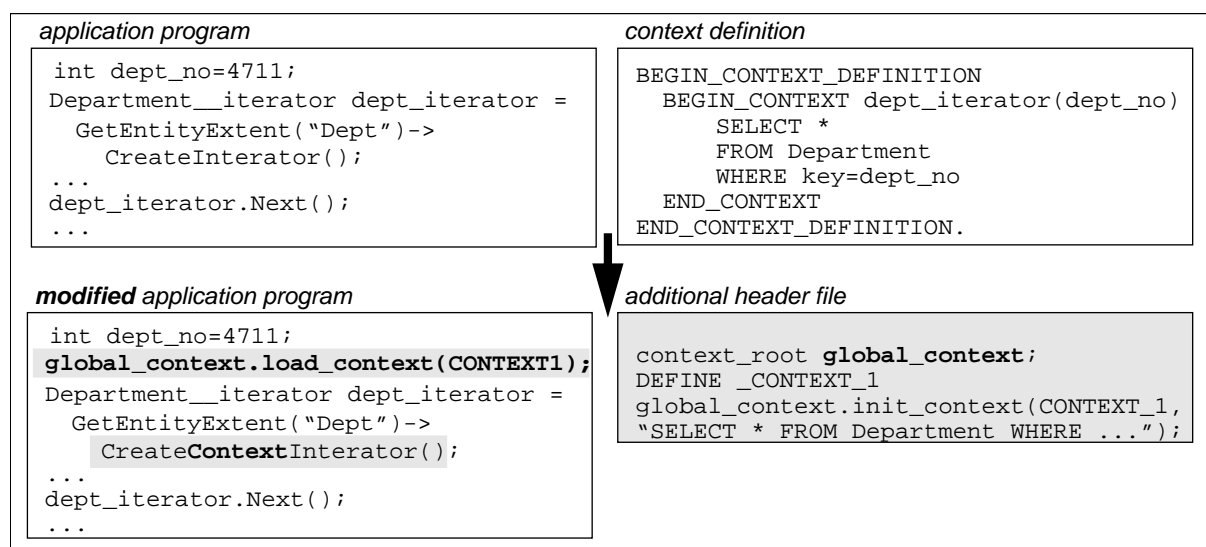 application program
int dept_no=4711;
Department__iterator dept_iterator =
GetEntityExtent(“Dept”)->
CreateInterator();
...
dept_iterator.Next();
...
context definition
BEGIN_CONTEXT_DEFINITION
BEGIN_CONTEXT dept_iterator(dept_no)
SELECT *
FROM Department
WHERE key=dept_no
END_CONTEXT
END_CONTEXT_DEFINITION.
modified application program
int dept_no=4711;
global_context.load_context(CONTEXT1);
Department__iterator dept_iterator =
GetEntityExtent(“Dept”)->
CreateContextInterator();
...
dept_iterator.Next();
...
additional header file
context_root global_context;
DEFINE _CONTEXT_1
global_context.init_context(CONTEXT_1,
“SELECT * FROM Department WHERE ...”);